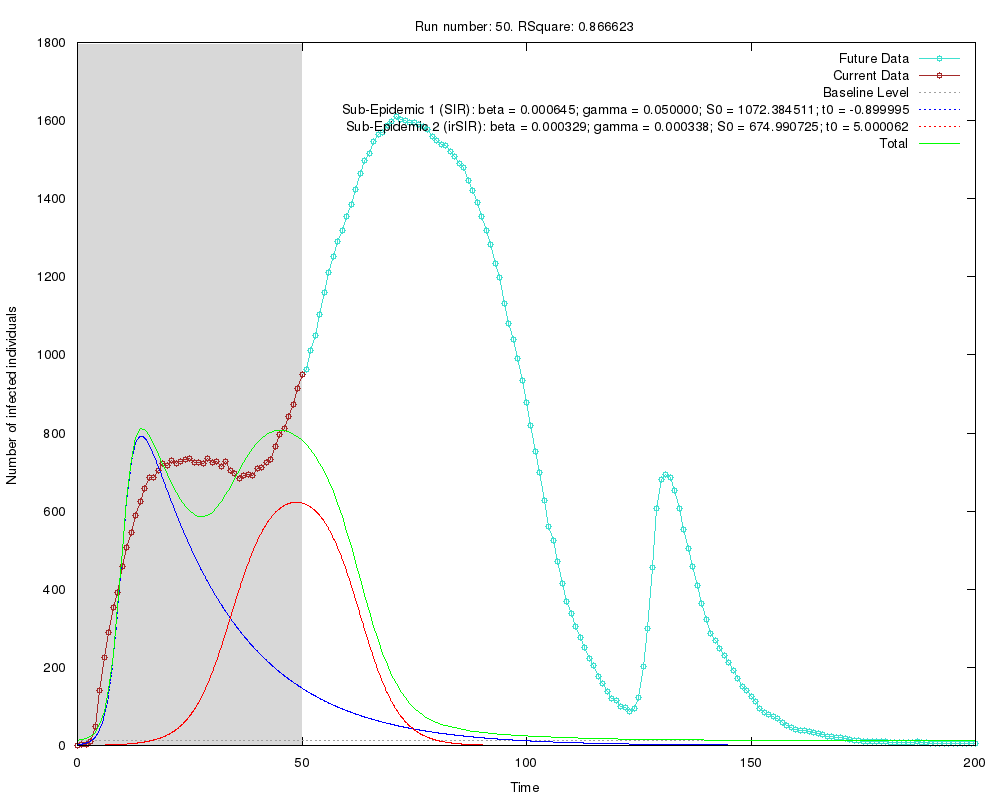 Run number: 50. RSquare: 0.866623
1800
1600
1400
1200
1000
800
600
400
200
0
Number of infected individuals
Future Data
Current Data
Baseline Level
Sub-Epidemic 1 (SIR): beta = 0.000645; gamma = 0.050000; S0 = 1072.384511; t0 = -0.899995
Sub-Epidemic 2 (irSIR): beta = 0.000329; gamma = 0.000338; S0 = 674.990725; t0 = 5.000062
Total
0 50 100 150 200
Time